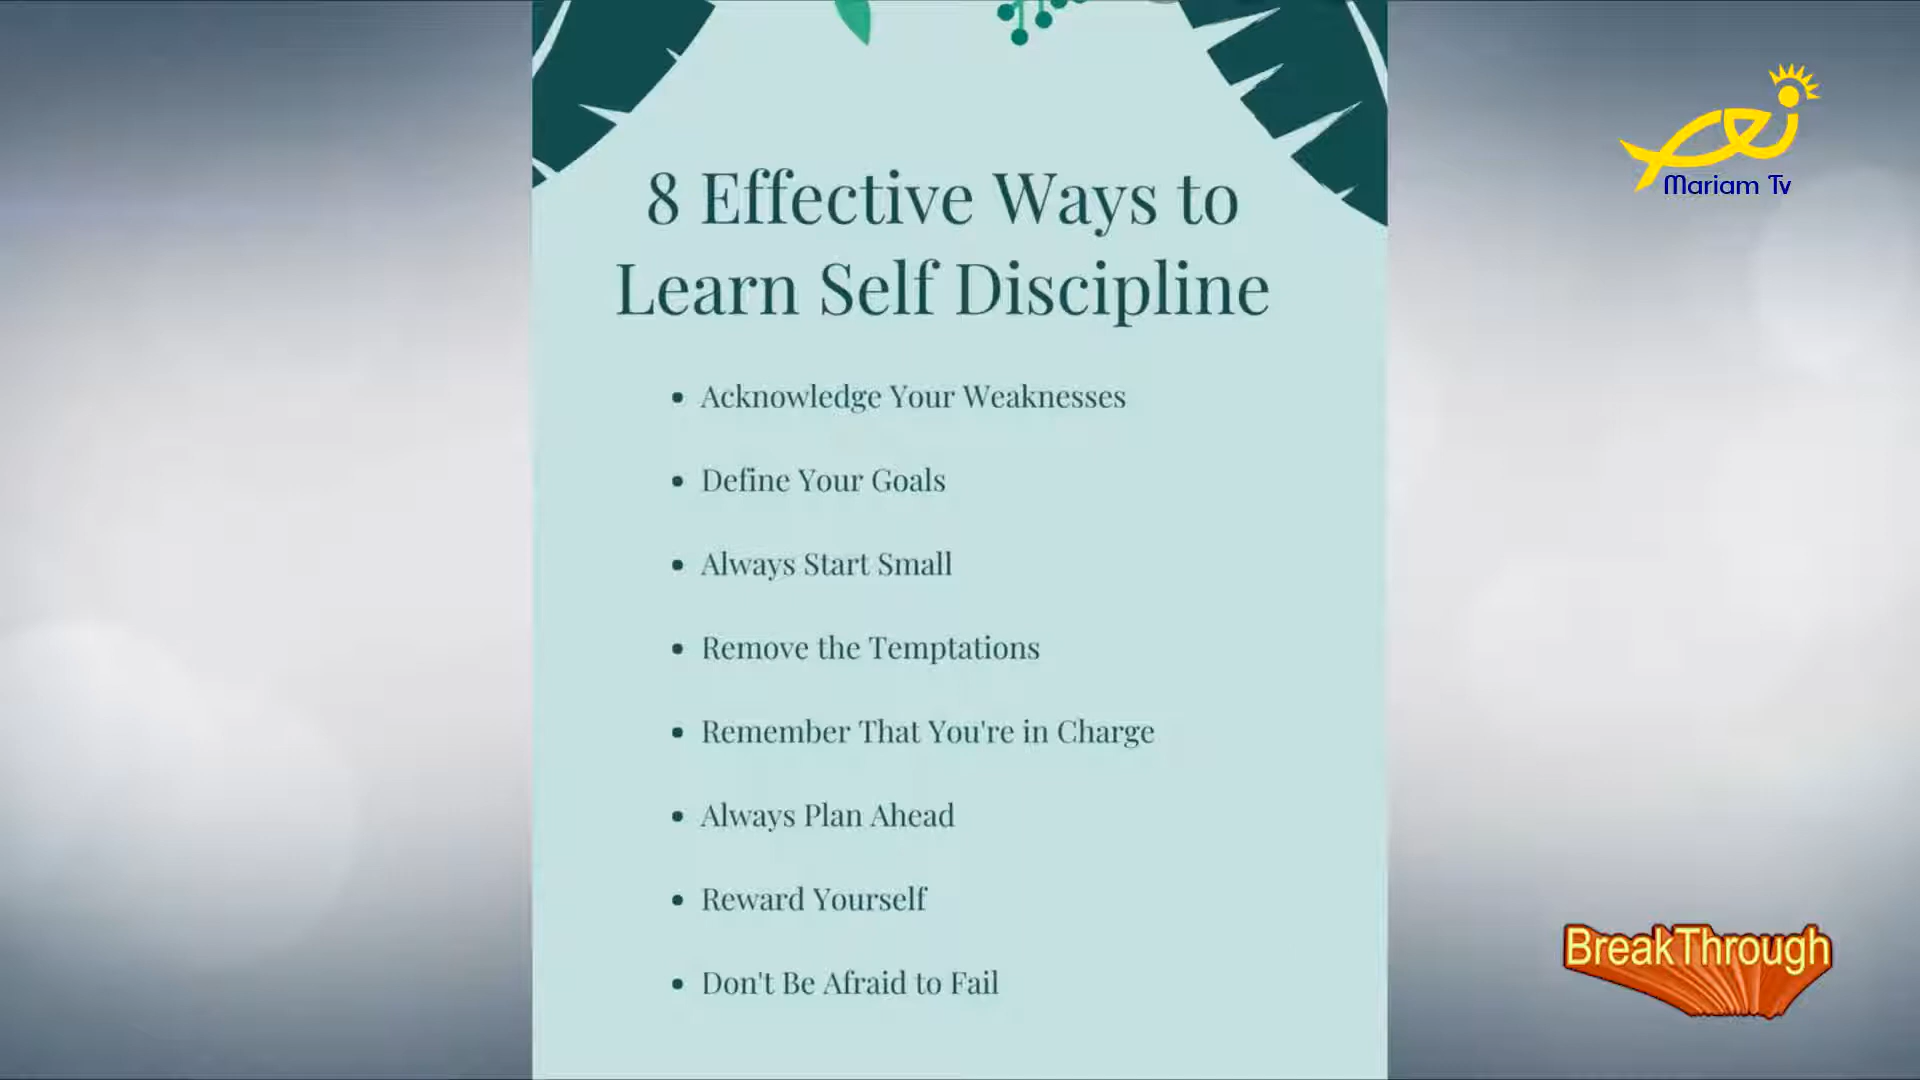 Mariam Tv
8 Effective Ways to
Learn Self Discipline
• Acknowledge Your Weaknesses
• Define Your Goals
• Always Start Small
• Remove the Temptations
• Remember That You're in Charge
• Always Plan Ahead
• Reward Yourself
• Don't Be Afraid to Fail
BreakThrough